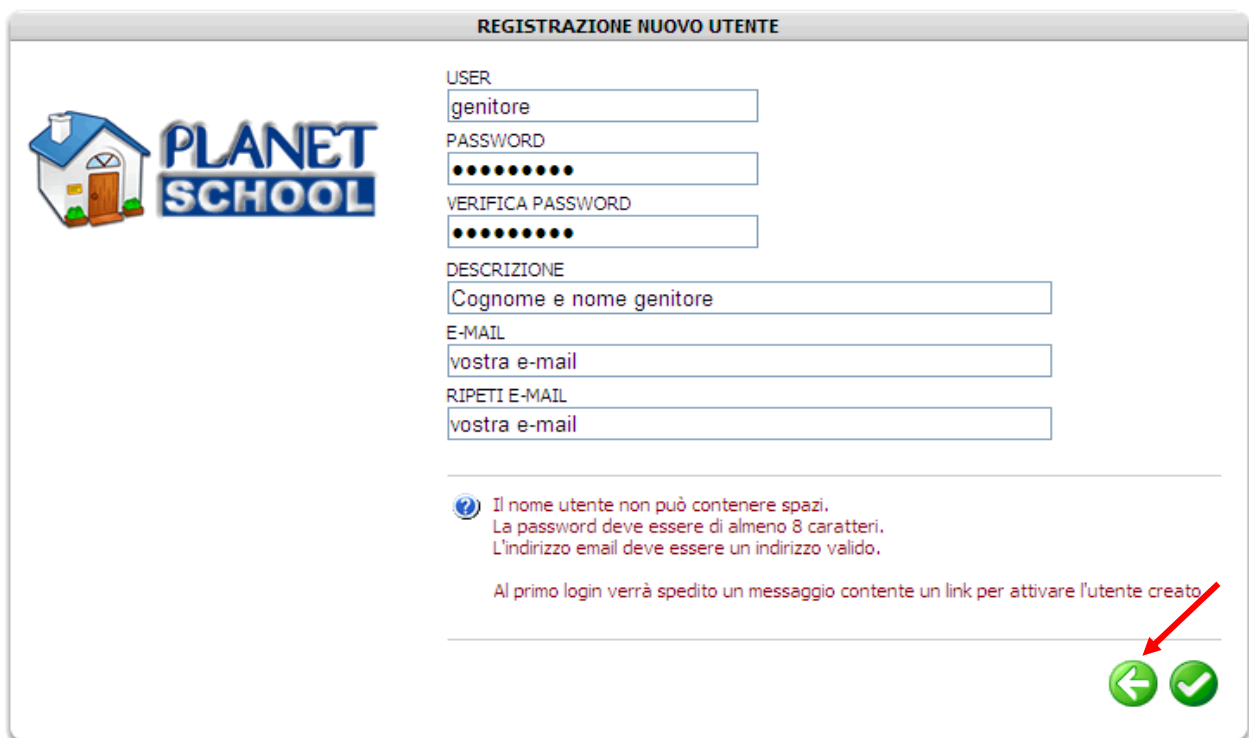 REGISTRAZIONE NUOVO UTENTE
PLANET
SCHOOL
USER
genitore
PASSWORD
●●●●●●●●●
VERIFICA PASSWORD
●●●●●●●●●
DESCRIZIONE
Cognome e nome genitore
E-MAIL
vostra e-mail
RIPETI E-MAIL
vostra e-mail
Il nome utente non può contenere spazi.
La password deve essere di almeno 8 caratteri.
L'indirizzo email deve essere un indirizzo valido.
Al primo login verrà spedito un messaggio contente un link per attivare l'utente creato.